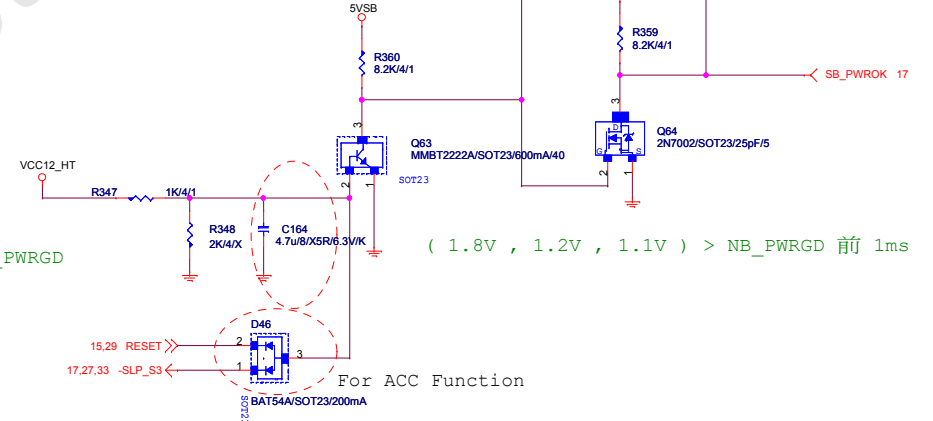 5VSB
R360
8.2K/4/1
R359
8.2K/4/1
SB_PWROK 17
3
Q63
MMBT2222A/SOT23/600mA/40
SOT23
2
1
3
D
G
S
Q64
2N7002/SOT23/25pF/5
2
1
VCC12_HT
R347
1K/4/1
R348
2K/4/X
C164
4.7u/8/X5R/6.3V/K
_PWRGD
( 1.8V , 1.2V , 1.1V ) > NB_PWRGD 前 1ms
D46
15,29 RESET
2
3
17,27,33 -SLP_S3
1
For ACC Function
BAT54A/SOT23/200mA